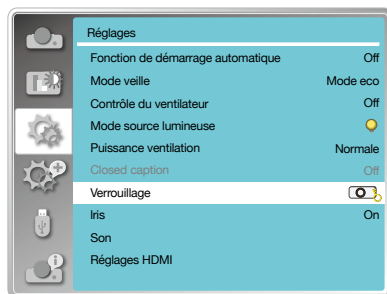 Réglages
Fonction de démarrage automatique Off
Mode veille Mode eco
Contrôle du ventilateur Off
Mode source lumineuse
Puissance ventilation Normale
Closed caption Off
Verrouillage
Iris On
Son
Réglages HDMI